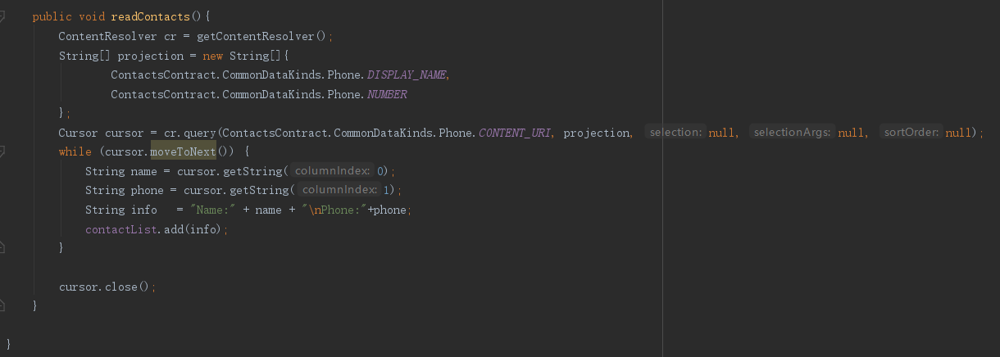 public void readContacts(){
ContentResolver cr = getContentResolver();
String[] projection = new String[]{
ContactsContract.CommonDataKinds.Phone.DISPLAY_NAME,
ContactsContract.CommonDataKinds.Phone.NUMBER
};
Cursor cursor = cr.query(ContactsContract.CommonDataKinds.Phone.CONTENT_URI, projection, selection: null, selectionArgs: null, sortOrder: null);
while (cursor.moveToNext()) {
String name = cursor.getString( columnIndex: 0);
String phone = cursor.getString( columnIndex: 1);
String info   = "Name:" + name + "\nPhone:"+phone;
contactList.add(info);
}
cursor.close();
}
}